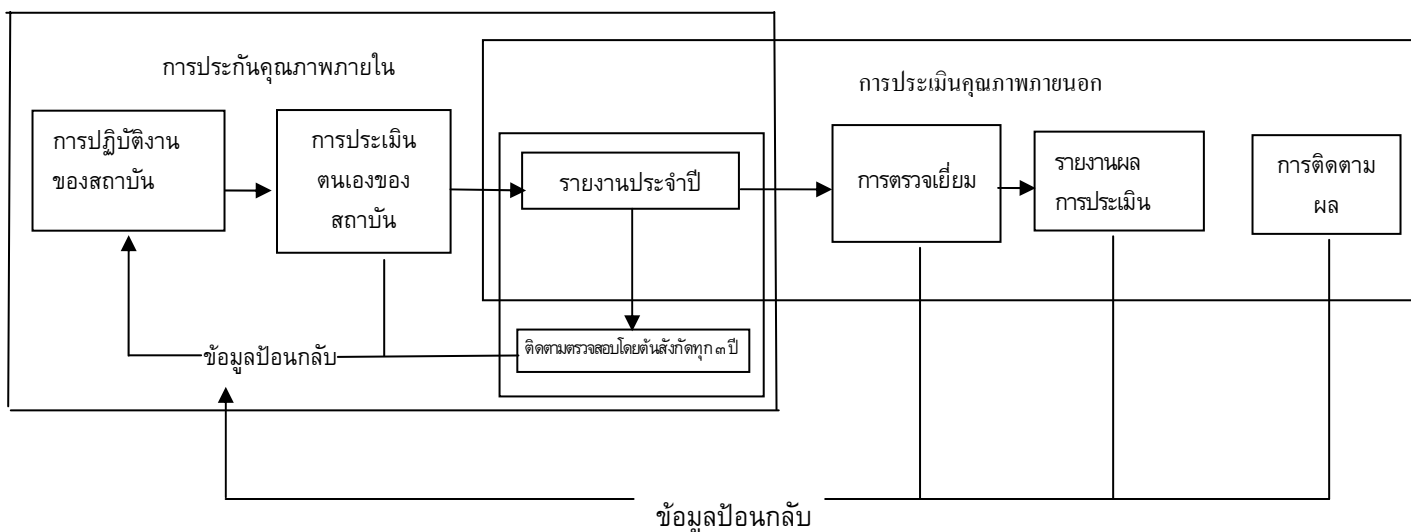 การประกันคุณภาพภายใน
การประเมินคุณภาพภายนอก
การปฏิบัติงาน
ของสถาบัน
การประเมิน
ตนเองของ
สถาบัน
รายงานประจำปี
การตรวจเยี่ยม
รายงานผล
การประเมิน
การติดตาม
ผล
ติดตามตรวจสอบโดยต้นสังกัดทุก ๓ ปี
ข้อมูลป้อนกลับ
ข้อมูลป้อนกลับ